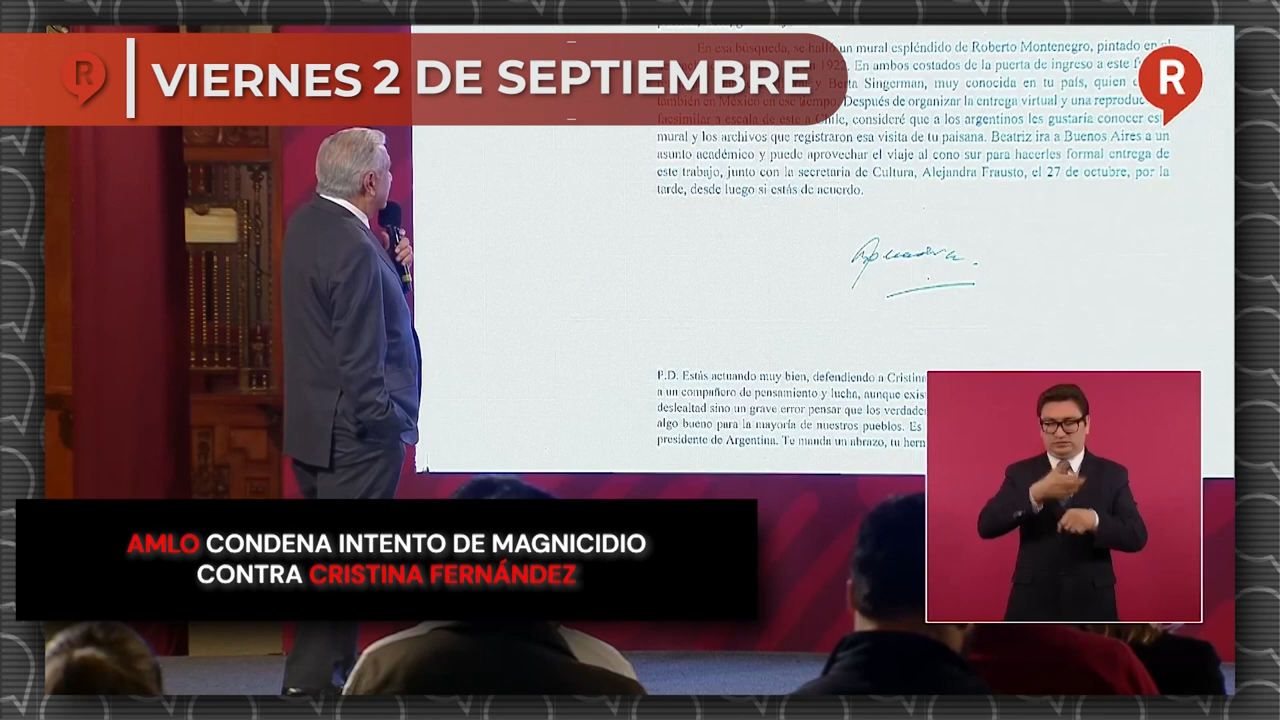 R
VIERNES 2 DE SEPTIEMBRE
R
En esa búsqueda, se halló un mural espléndido de Roberto Montenegro, pintado en el
1922. En ambos costados de la puerta de ingreso a este
y Berta Singerman, muy conocida en tu país, quien
también en México en ese tiempo. Después de organizar la entrega virtual y una
facsimilar a escala de este a Chile, consideré que a los argentinos les gustaría conocer
mural y los archivos que registraron esa visita de tu paisana. Beatriz ira a Buenos Aires a un
asunto académico y puede aprovechar el viaje al cono sur para hacerles formal entrega de
este trabajo, junto con la secretaria de Cultura, Alejandra Frausto, el 27 de octubre, por la
tarde, desde luego si estás de acuerdo.
P.D. Estás actuando muy bien, defendiendo a Cristina
a un compañero de pensamiento y lucha, aunque
deslealtad sino un grave error pensar que los
algo bueno para la mayoría de nuestros pueblos. Es
presidente de Argentina. Te manda un abrazo, tu
AMLO CONDENA INTENTO DE MAGNICIDIO
CONTRA CRISTINA FERNÁNDEZ